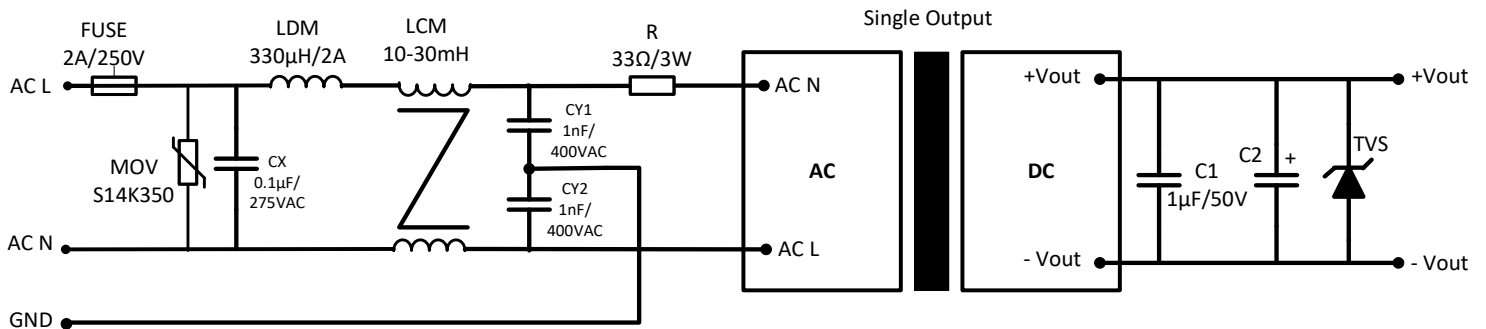 Single Output
FUSE
2A/250V
LDM
330µH/2A
LCM
10-30mH
R
33Ω/3W
AC L
AC N
+Vout
+Vout
MOV
S14K350
CX
0.1µF/
275VAC
CY1
1nF/
400VAC
CY2
1nF/
400VAC
AC
DC
C1
1µF/50V
C2
+
TVS
AC N
AC L
- Vout
- Vout
GND